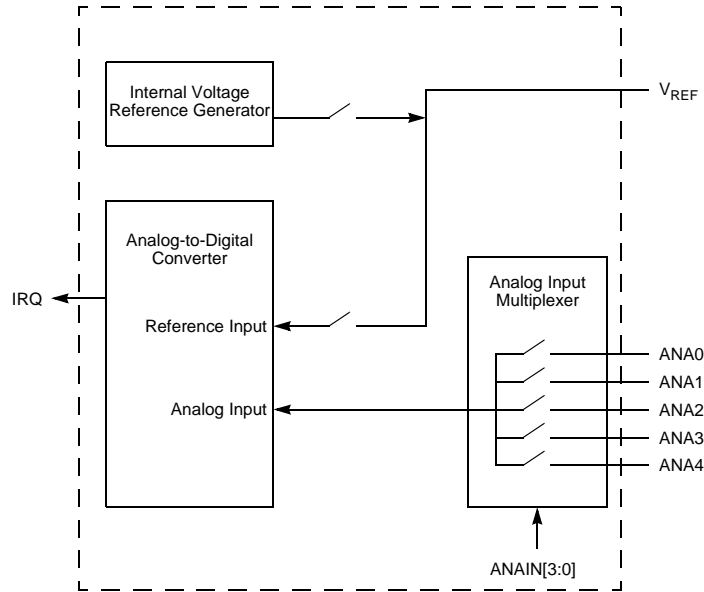 Internal Voltage
Reference Generator
VREF
Analog-to-Digital
Converter
IRQ
Reference Input
Analog Input
Analog Input
Multiplexer
ANA0
ANA1
ANA2
ANA3
ANA4
ANAIN[3:0]